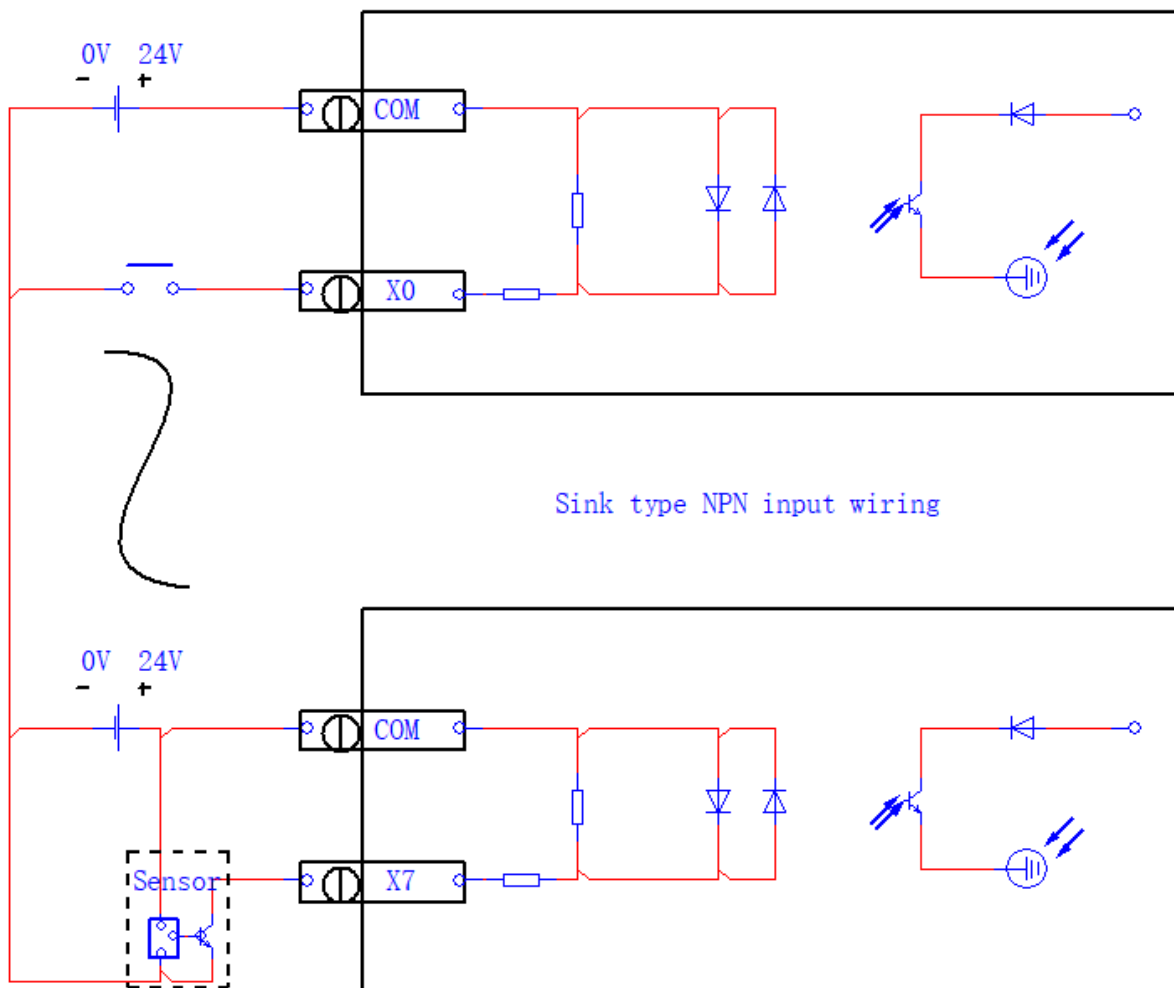 0V 24V
- +
COM
X0
Sink type NPN input wiring
0V 24V
- +
COM
Sensor
X7